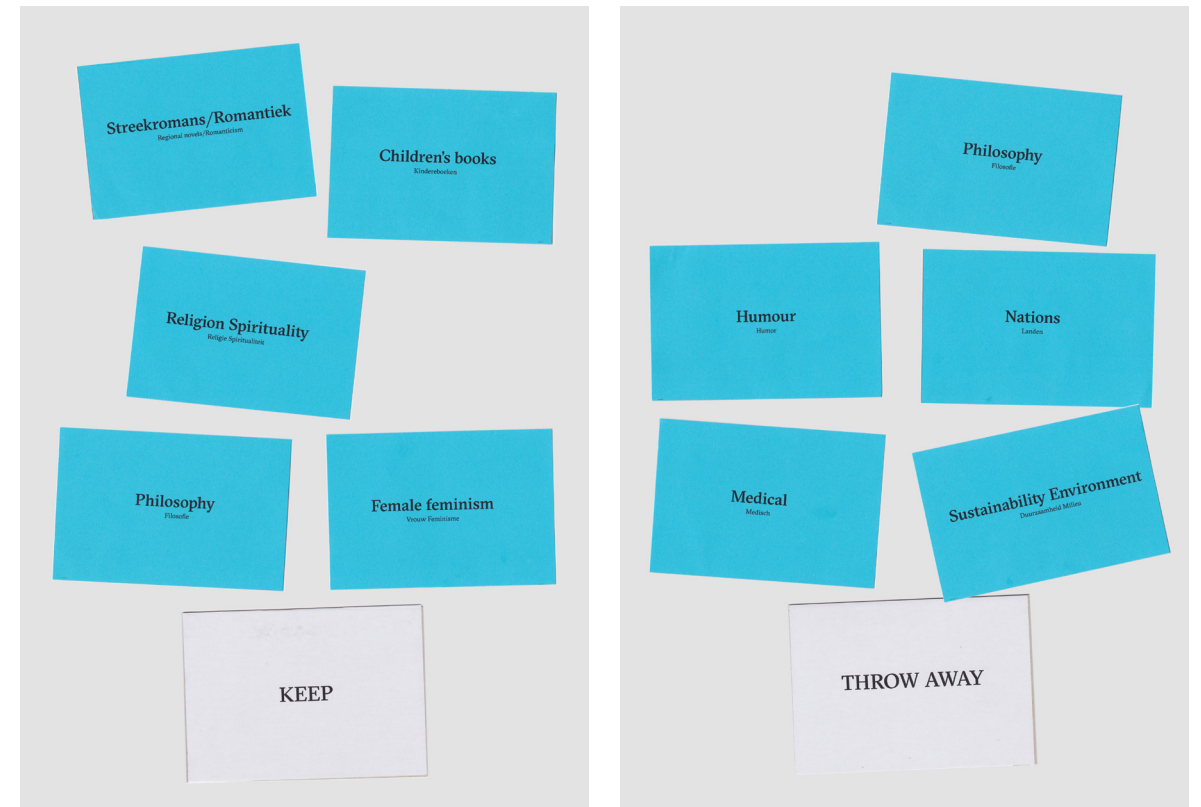 Streekromans/Romantiek
Regional novels/Romanticism
Children's books
Kindereboeken
Religion Spirituality
Religie Spiritualiteit
Philosophy
Filosofie
Female feminism
Vrouw Feminisme
KEEP
Philosophy
Filosofie
Humour
Humor
Nations
Landen
Medical
Medisch
Sustainability Environment
Duurzaamheid Milieu
THROW AWAY